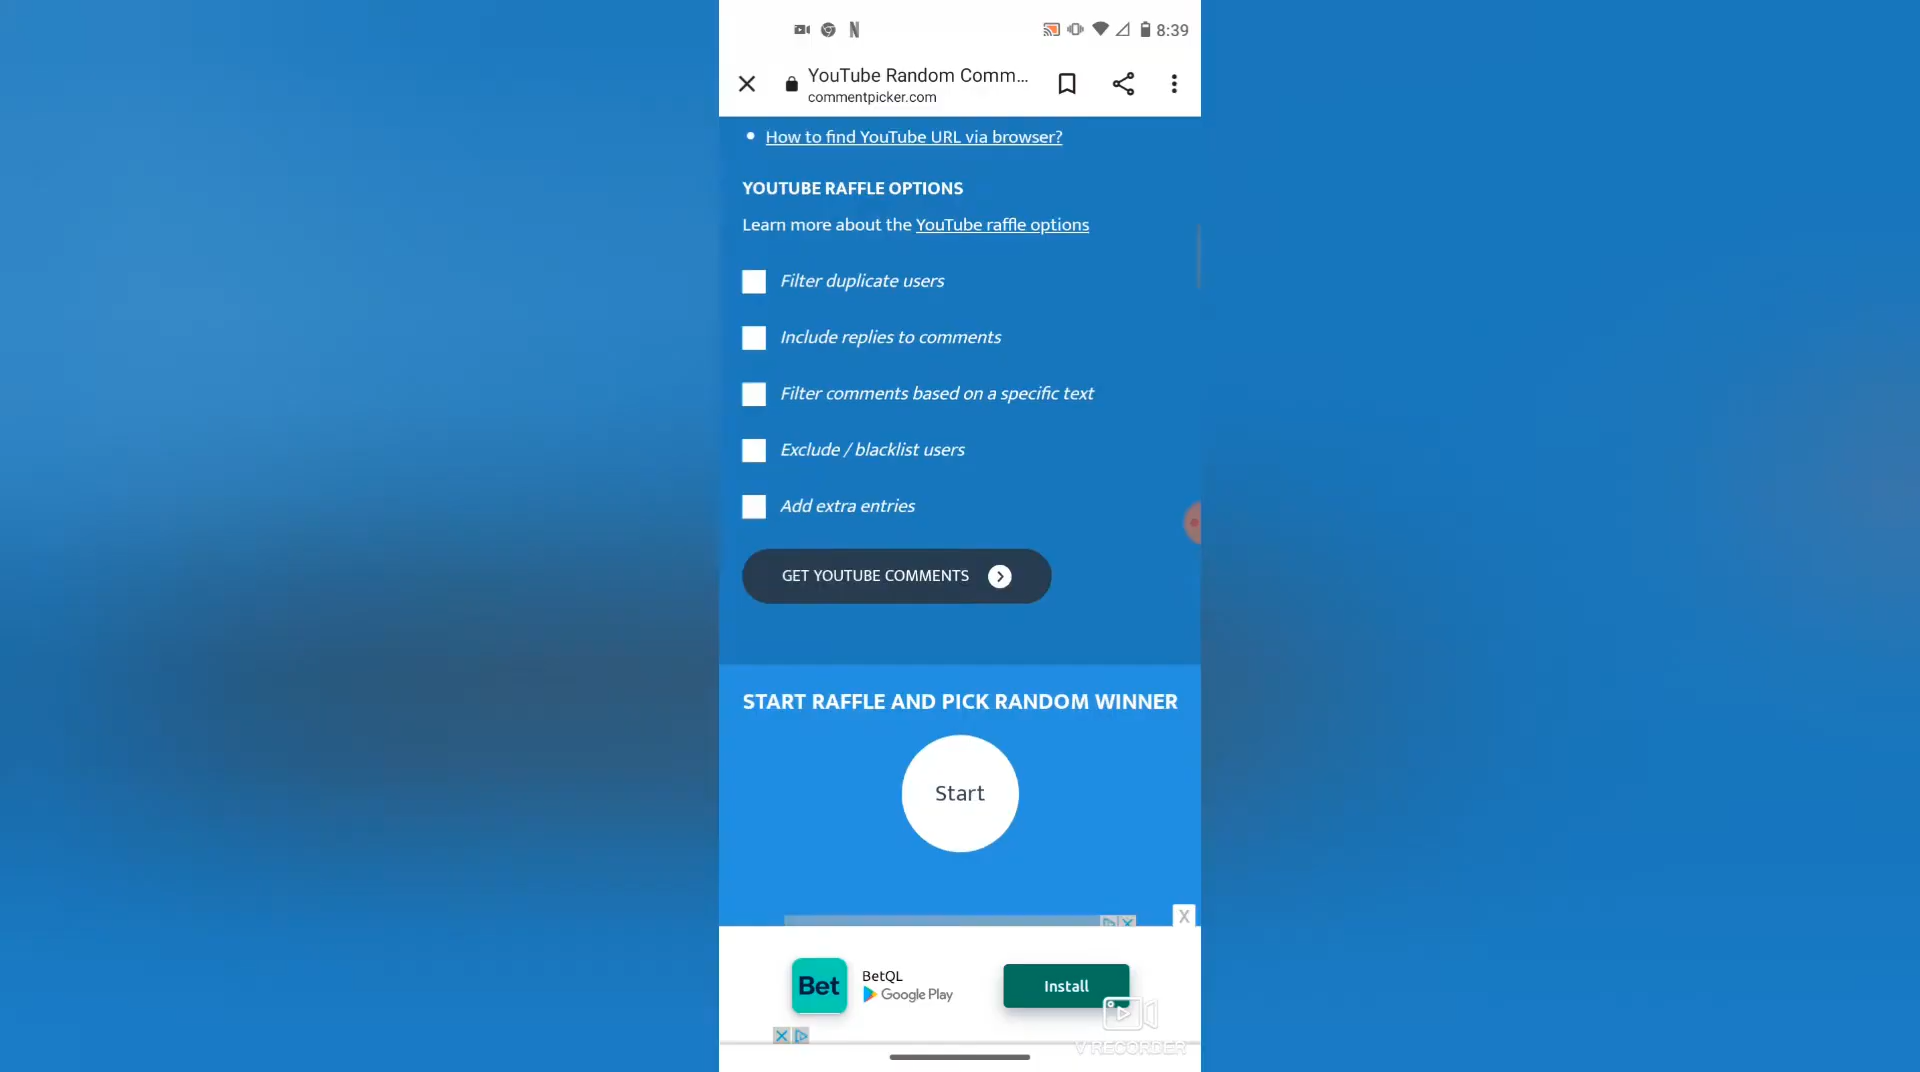 8:39
YouTube Random Comm...
commentpicker.com
How to find YouTube URL via browser?
YOUTUBE RAFFLE OPTIONS
Learn more about the YouTube raffle options
Filter duplicate users
Include replies to comments
Filter comments based on a specific text
Exclude / blacklist users
Add extra entries
GET YOUTUBE COMMENTS
START RAFFLE AND PICK RANDOM WINNER
Start
X
Bet
BetQL
Google Play
Install
V RECORDER